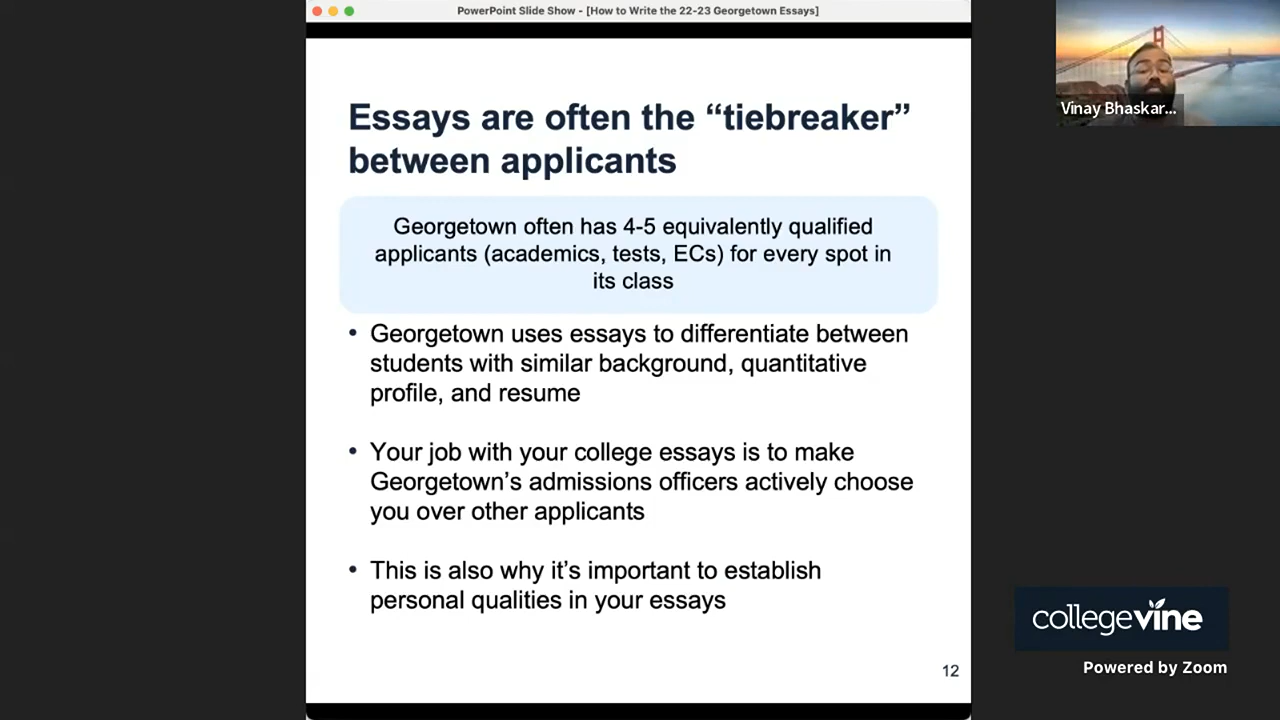 PowerPoint Slide Show - [How to Write the 22-23 Georgetown Essays]
Vinay Bhaskar...
Essays are often the “tiebreaker”
between applicants
Georgetown often has 4-5 equivalently qualified
applicants (academics, tests, ECs) for every spot in
its class
• Georgetown uses essays to differentiate between
students with similar background, quantitative
profile, and resume
• Your job with your college essays is to make
Georgetown’s admissions officers actively choose
you over other applicants
• This is also why it’s important to establish
personal qualities in your essays
12
collegevine
Powered by Zoom